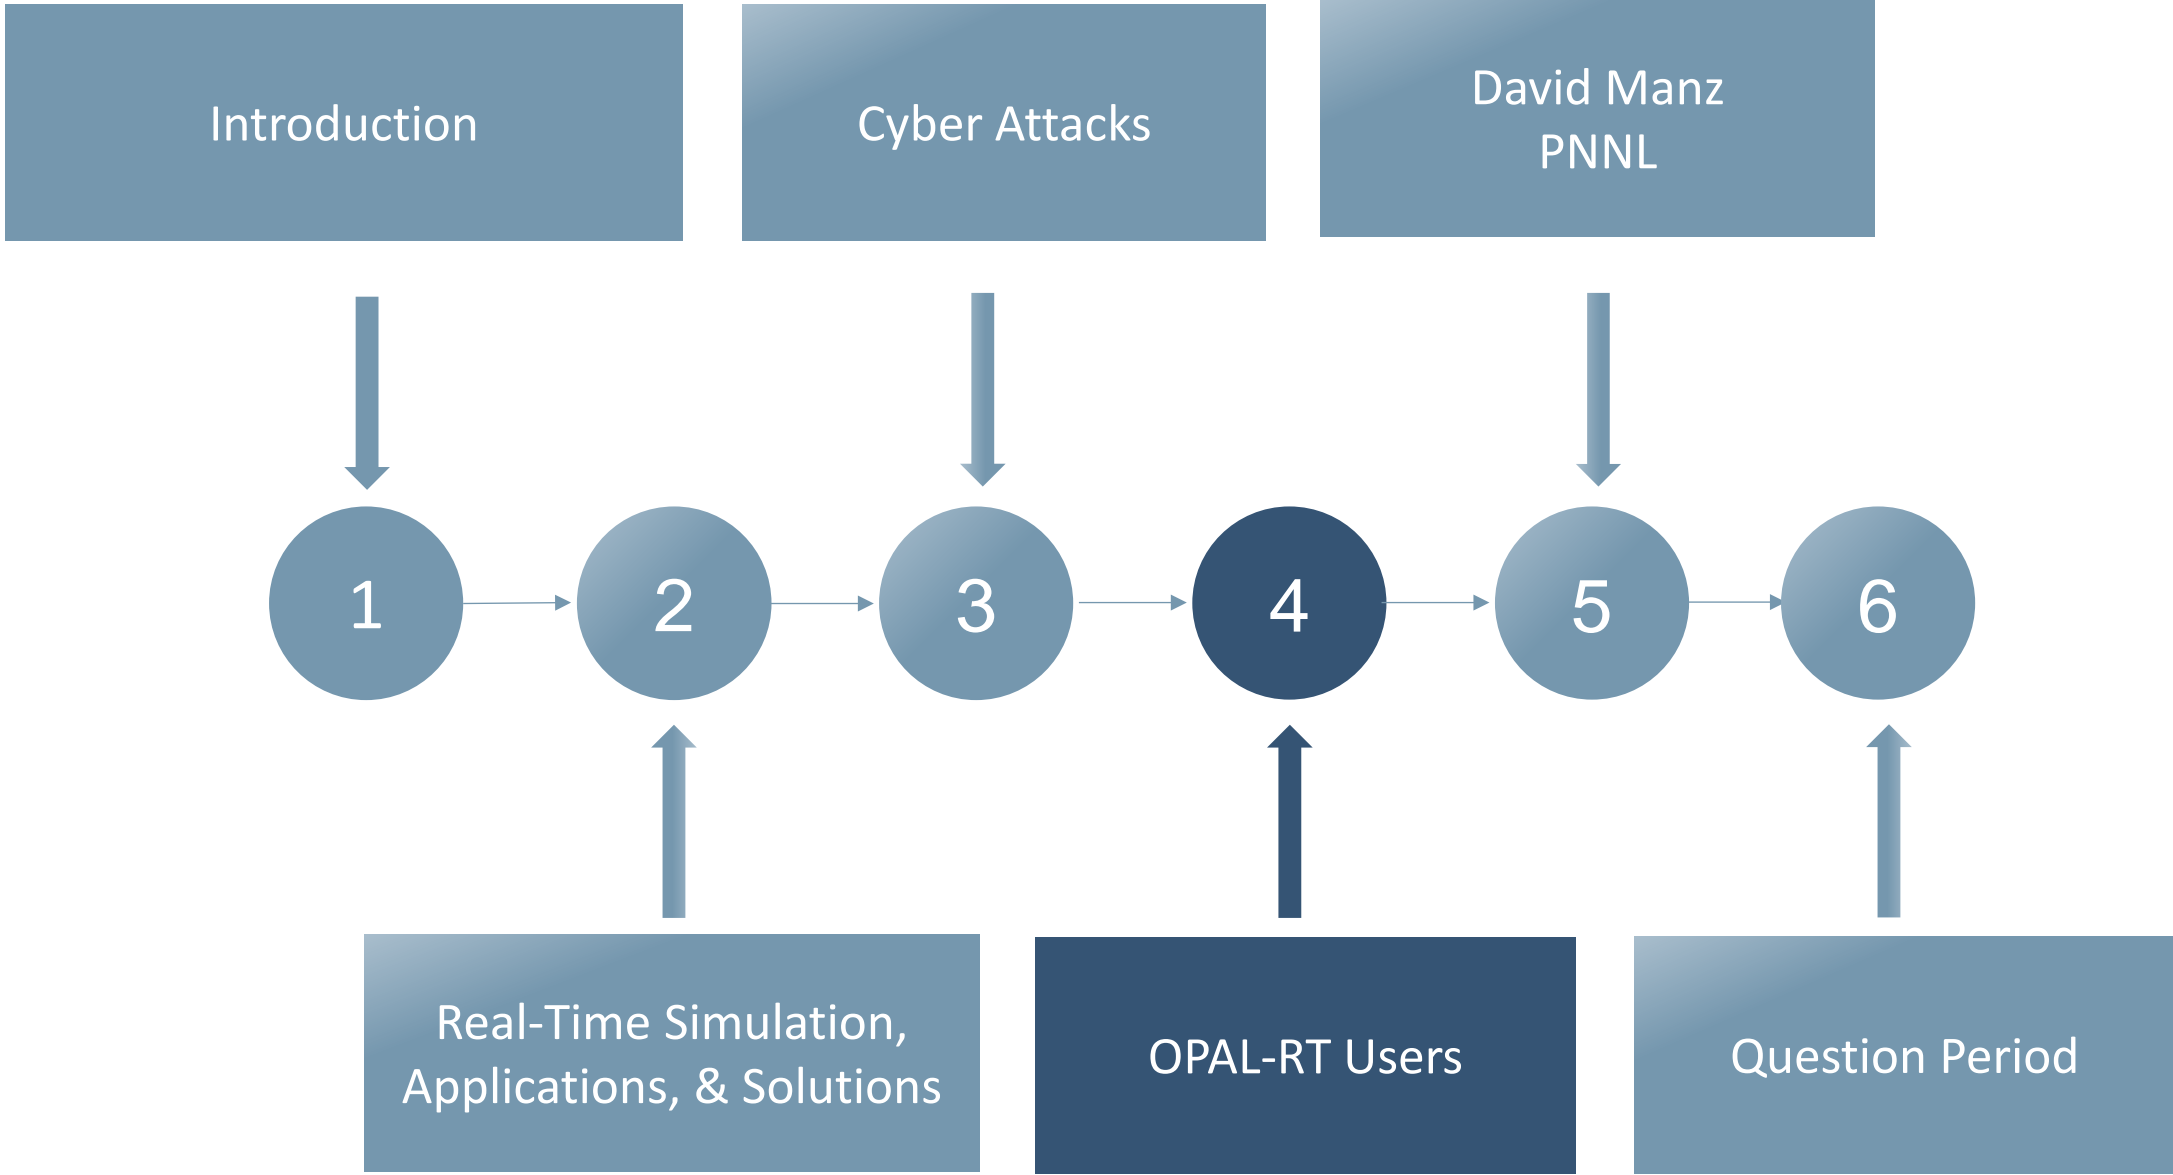 Introduction
Cyber Attacks
David Manz
PNNL
1
2
3
4
5
6
Real-Time Simulation,
Applications, & Solutions
OPAL-RT Users
Question Period